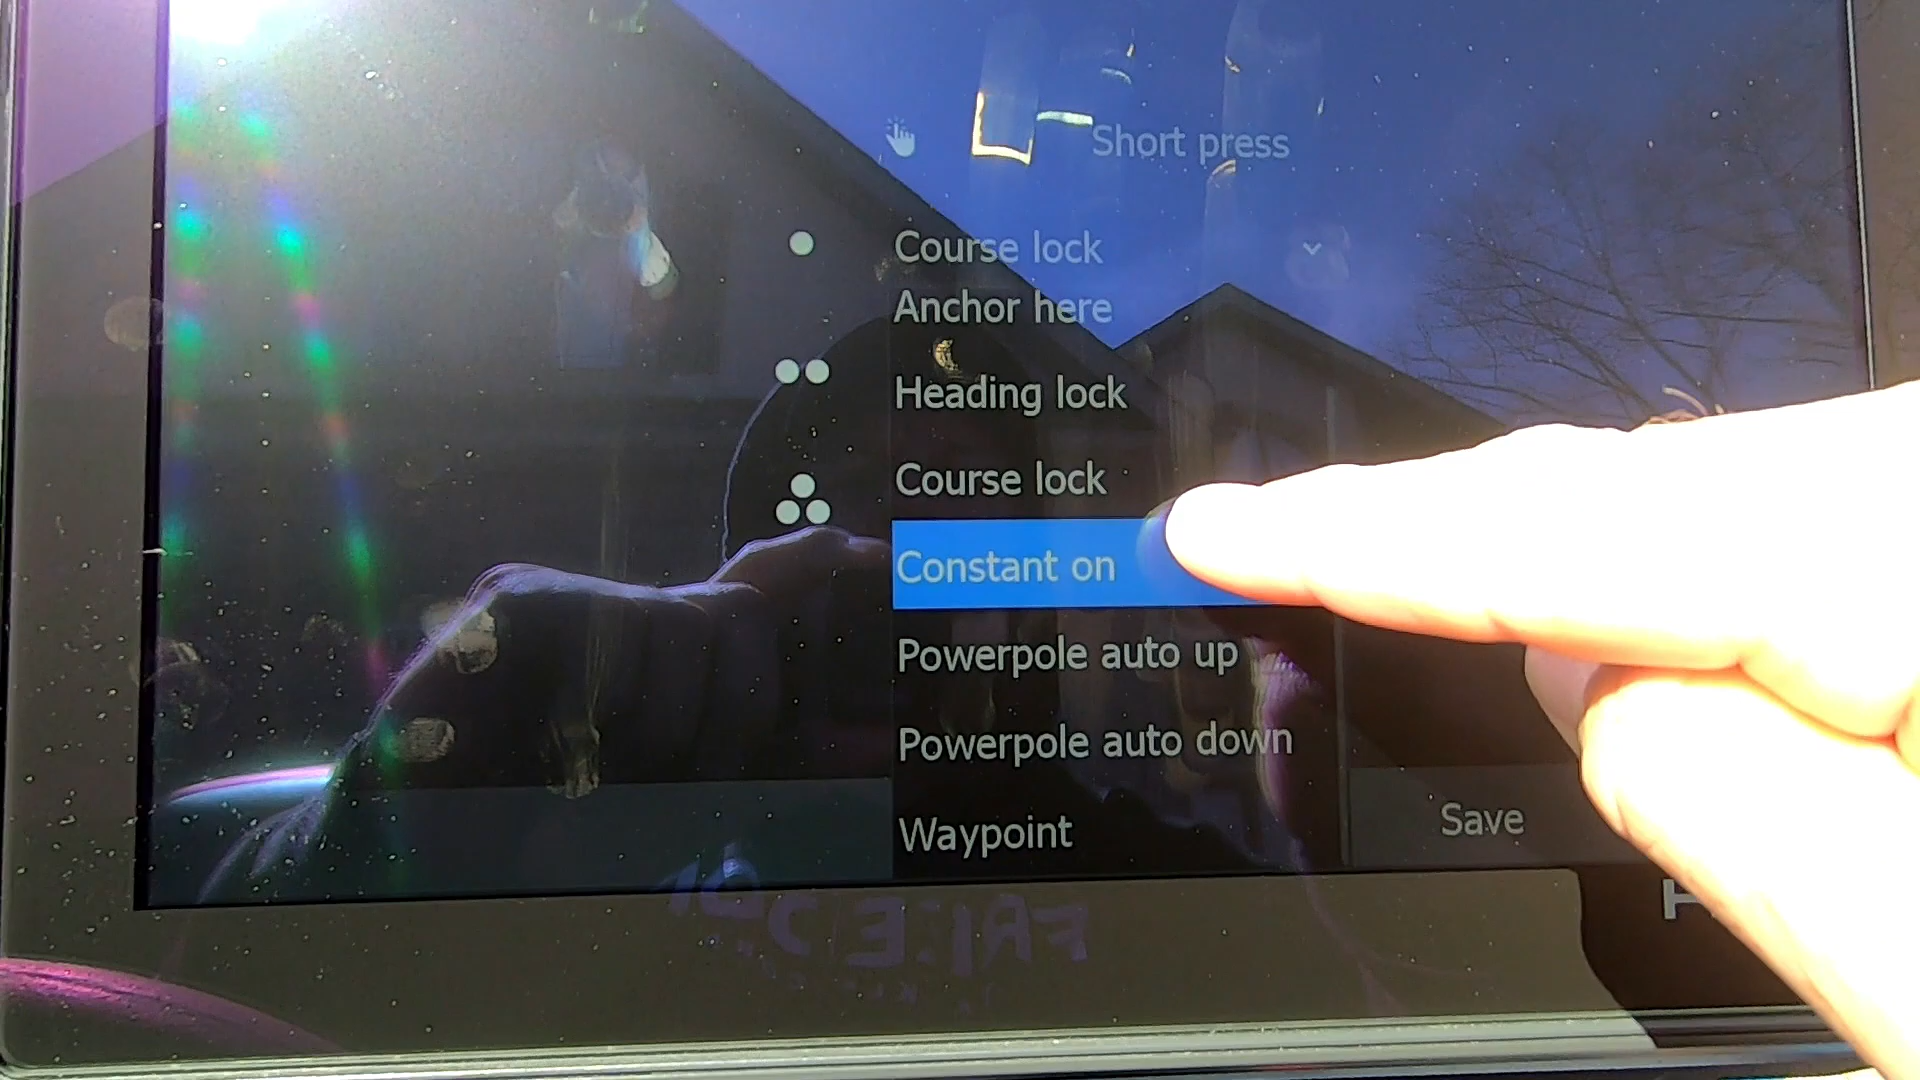 Short press
Course lock
Anchor here
Heading lock
Course lock
Constant on
Powerpole auto up
Powerpole auto down
Waypoint
Save